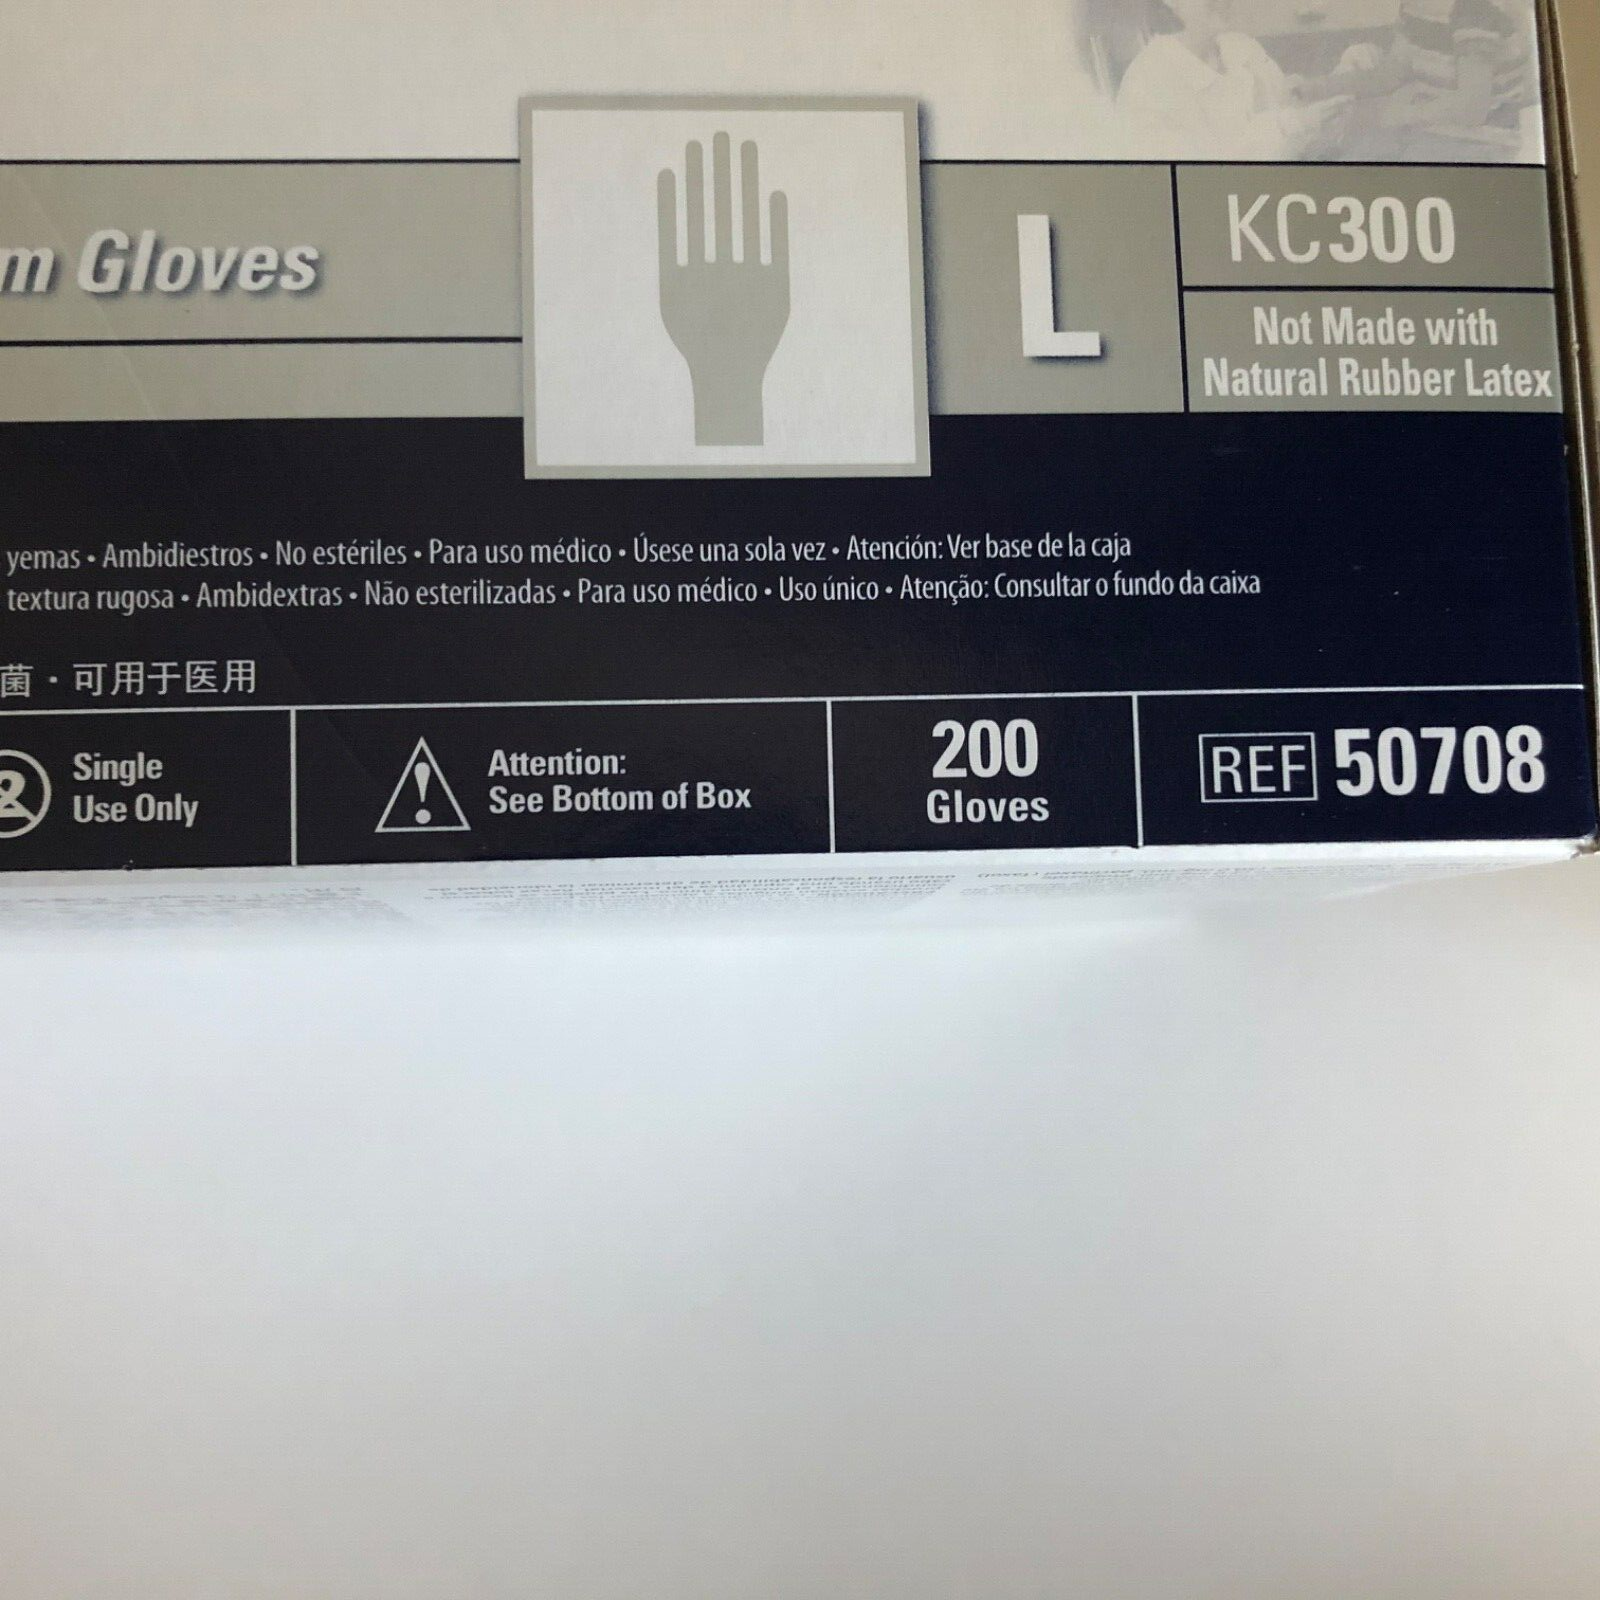 m Gloves
L
KC300
Not Made with
Natural Rubber Latex
yemas • Ambidiestros • No estériles • Para uso médico • Úsese una sola vez • Atención: Ver base de la caja
textura rugosa • Ambidextras • Não esterilizadas • Para uso médico • Uso único • Atenção: Consultar o fundo da caixa
菌・可用于医用
2
Single
Use Only
Attention:
See Bottom of Box
200
Gloves
REF 50708